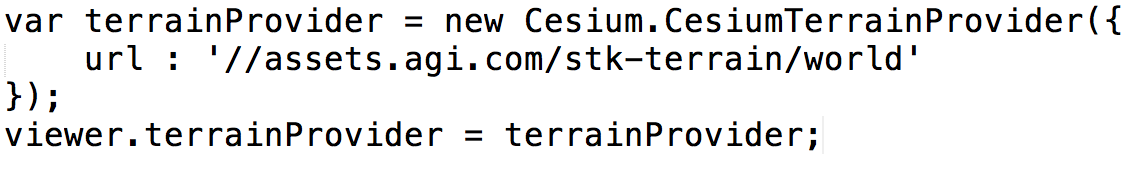 var terrainProvider = new Cesium.CesiumTerrainProvider({
    url : '//assets.agi.com/stk-terrain/world'
});
viewer.terrainProvider = terrainProvider;